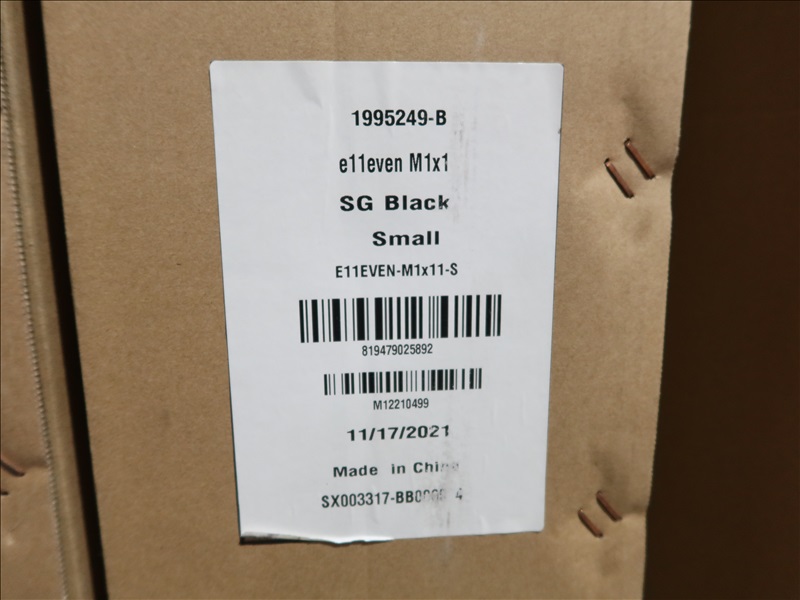 1995249-B
e11even M1x1
SG Black
Small
E11EVEN-M1x11-S
819479025892
M12210499
11/17/2021
Made in China